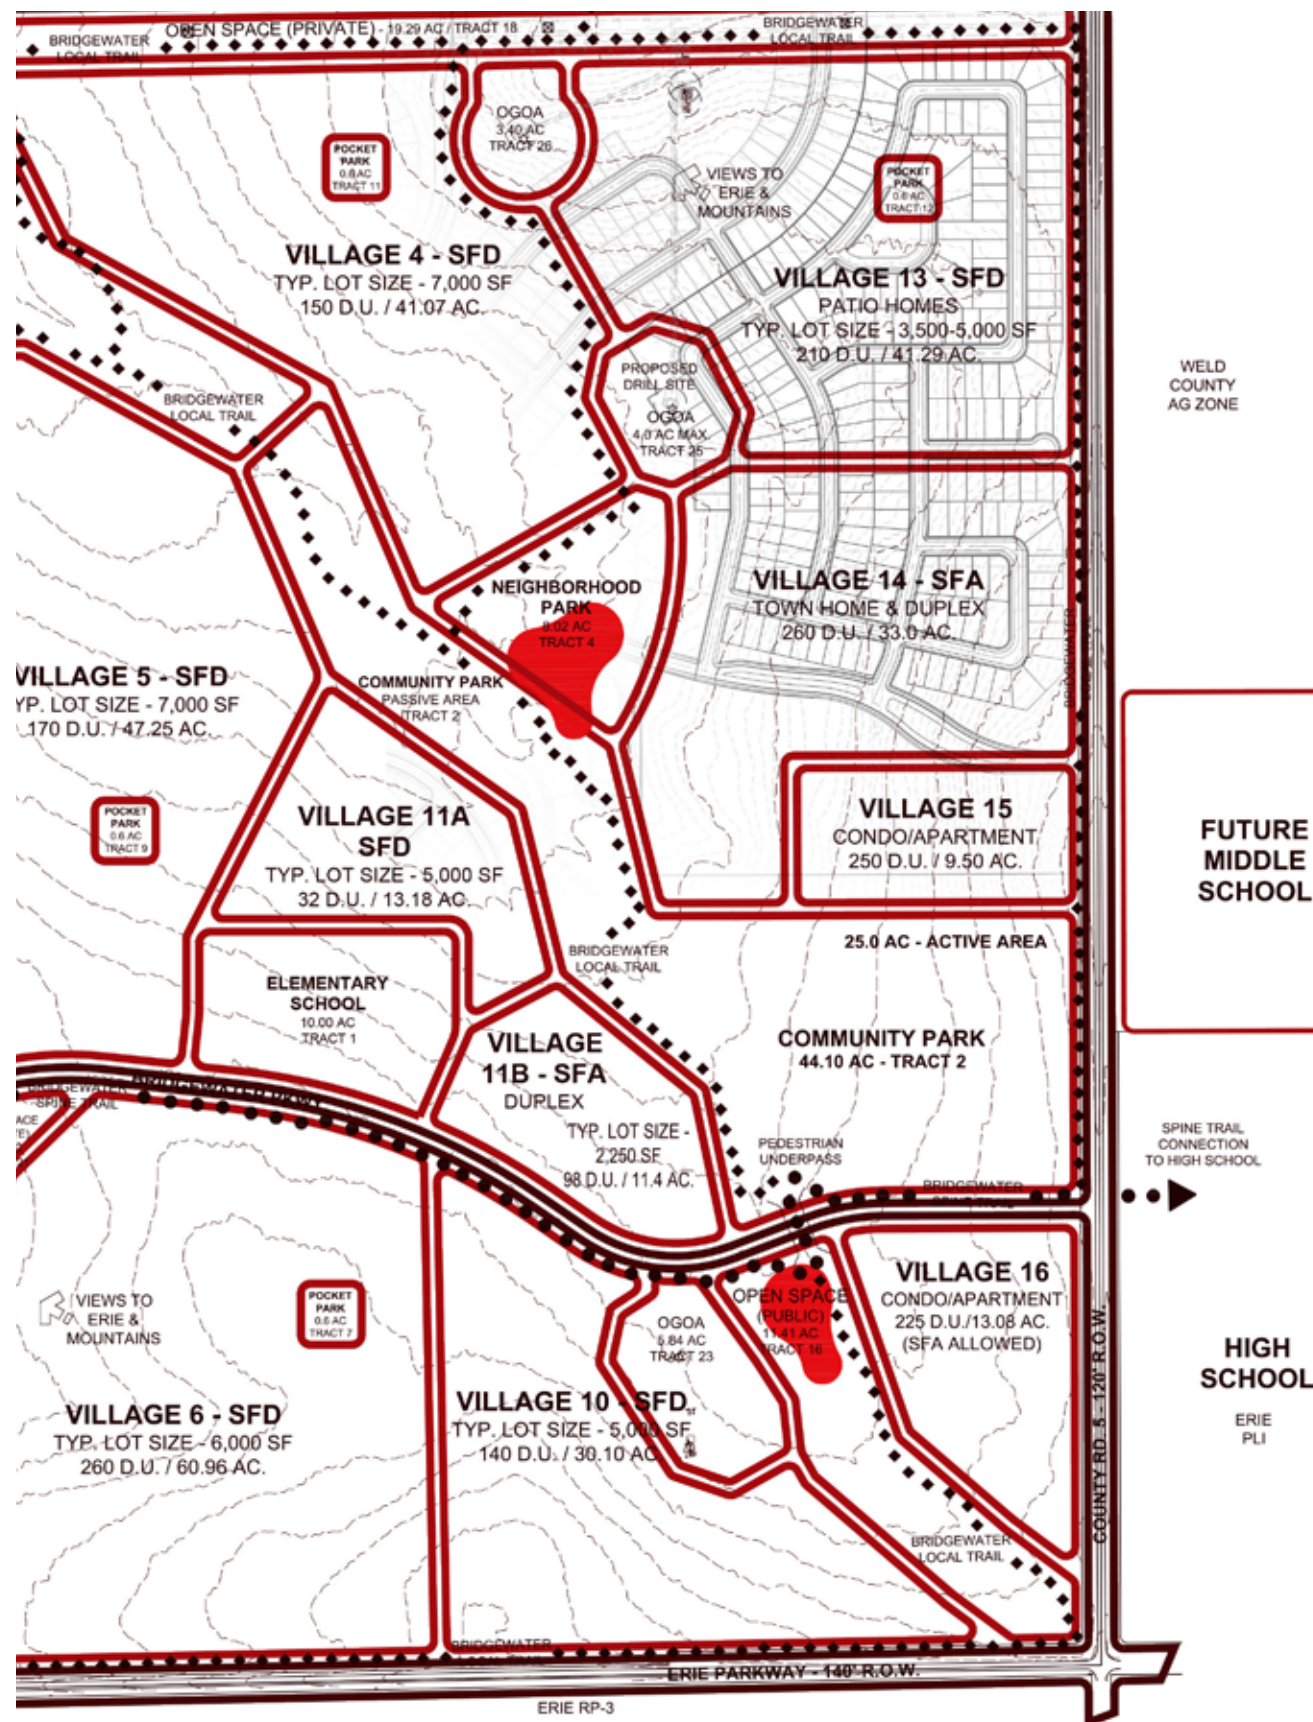 OPEN SPACE (PRIVATE) - 19.29 AC / TRACT 18
BRIDGEWATER
LOCAL TRAIL
BRIDGEWATER
LOCAL TRAIL
OGOA
3.40 AC
TRACT 26
POCKET
PARK
0.6 AC
TRACT 11
VIEWS TO
ERIE &
MOUNTAINS
POCKET
PARK
0.6 AC
TRACT 12
VILLAGE 4 - SFD
TYP. LOT SIZE - 7,000 SF
150 D.U. / 41.07 AC.
VILLAGE 13 - SFD
PATIO HOMES
TYP. LOT SIZE - 3,500-5,000 SF
210 D.U. / 41.29 AC.
PROPOSED
DRILL SITE
OGOA
4.0 AC MAX.
TRACT 25
WELD
COUNTY
AG ZONE
BRIDGEWATER
LOCAL TRAIL
NEIGHBORHOOD
PARK
8.02 AC
TRACT 4
VILLAGE 14 - SFA
TOWN HOME & DUPLEX
260 D.U. / 33.0 AC.
BRIDGEWATER
COMMUNITY PARK
PASSIVE AREA
TRACT 2
VILLAGE 5 - SFD
YP. LOT SIZE - 7,000 SF
170 D.U. / 47.25 AC.
POCKET
PARK
0.6 AC
TRACT 9
VILLAGE 11A
SFD
TYP. LOT SIZE - 5,000 SF
32 D.U. / 13.18 AC.
VILLAGE 15
CONDO/APARTMENT
250 D.U. / 9.50 AC.
FUTURE
MIDDLE
SCHOOL
25.0 AC - ACTIVE AREA
BRIDGEWATER
LOCAL TRAIL
ELEMENTARY
SCHOOL
10.00 AC
TRACT 1
COMMUNITY PARK
44.10 AC - TRACT 2
VILLAGE
11B - SFA
DUPLEX
TYP. LOT SIZE -
2,250 SF
98 D.U. / 11.4 AC.
BRIDGEWATER PKWY
BRIDGEWATER
SPINE TRAIL
ACE
PEDESTRIAN
UNDERPASS
SPINE TRAIL
CONNECTION
TO HIGH SCHOOL
BRIDGEWATER
VILLAGE 16
CONDO/APARTMENT
225 D.U./13.08 AC.
(SFA ALLOWED)
OPEN SPACE
(PUBLIC)
11.41 AC
TRACT 16
OGOA
5.84 AC
TRACT 23
VIEWS TO
ERIE &
MOUNTAINS
POCKET
PARK
0.6 AC
TRACT 7
COUNTY RD. 5 - 120' R.O.W.
HIGH
SCHOOL
ERIE
PLI
VILLAGE 6 - SFD
TYP. LOT SIZE - 6,000 SF
260 D.U. / 60.96 AC.
VILLAGE 10 - SFD
TYP. LOT SIZE - 5,000 SF
140 D.U. / 30.10 AC
BRIDGEWATER
LOCAL TRAIL
BRIDGEWATER
LOCAL TRAIL
ERIE PARKWAY - 140' R.O.W.
ERIE RP-3